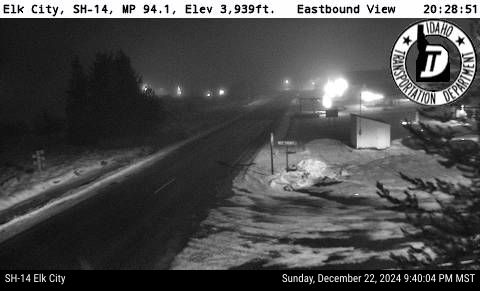 Elk City, SH-14, MP 94.1, Elev 3,939ft. Eastbound View 20:28:51
IDAHO
TRANSPORTATION DEPARTMENT
SH-14 Elk City Sunday, December 22, 2024 9:40:04 PM MST